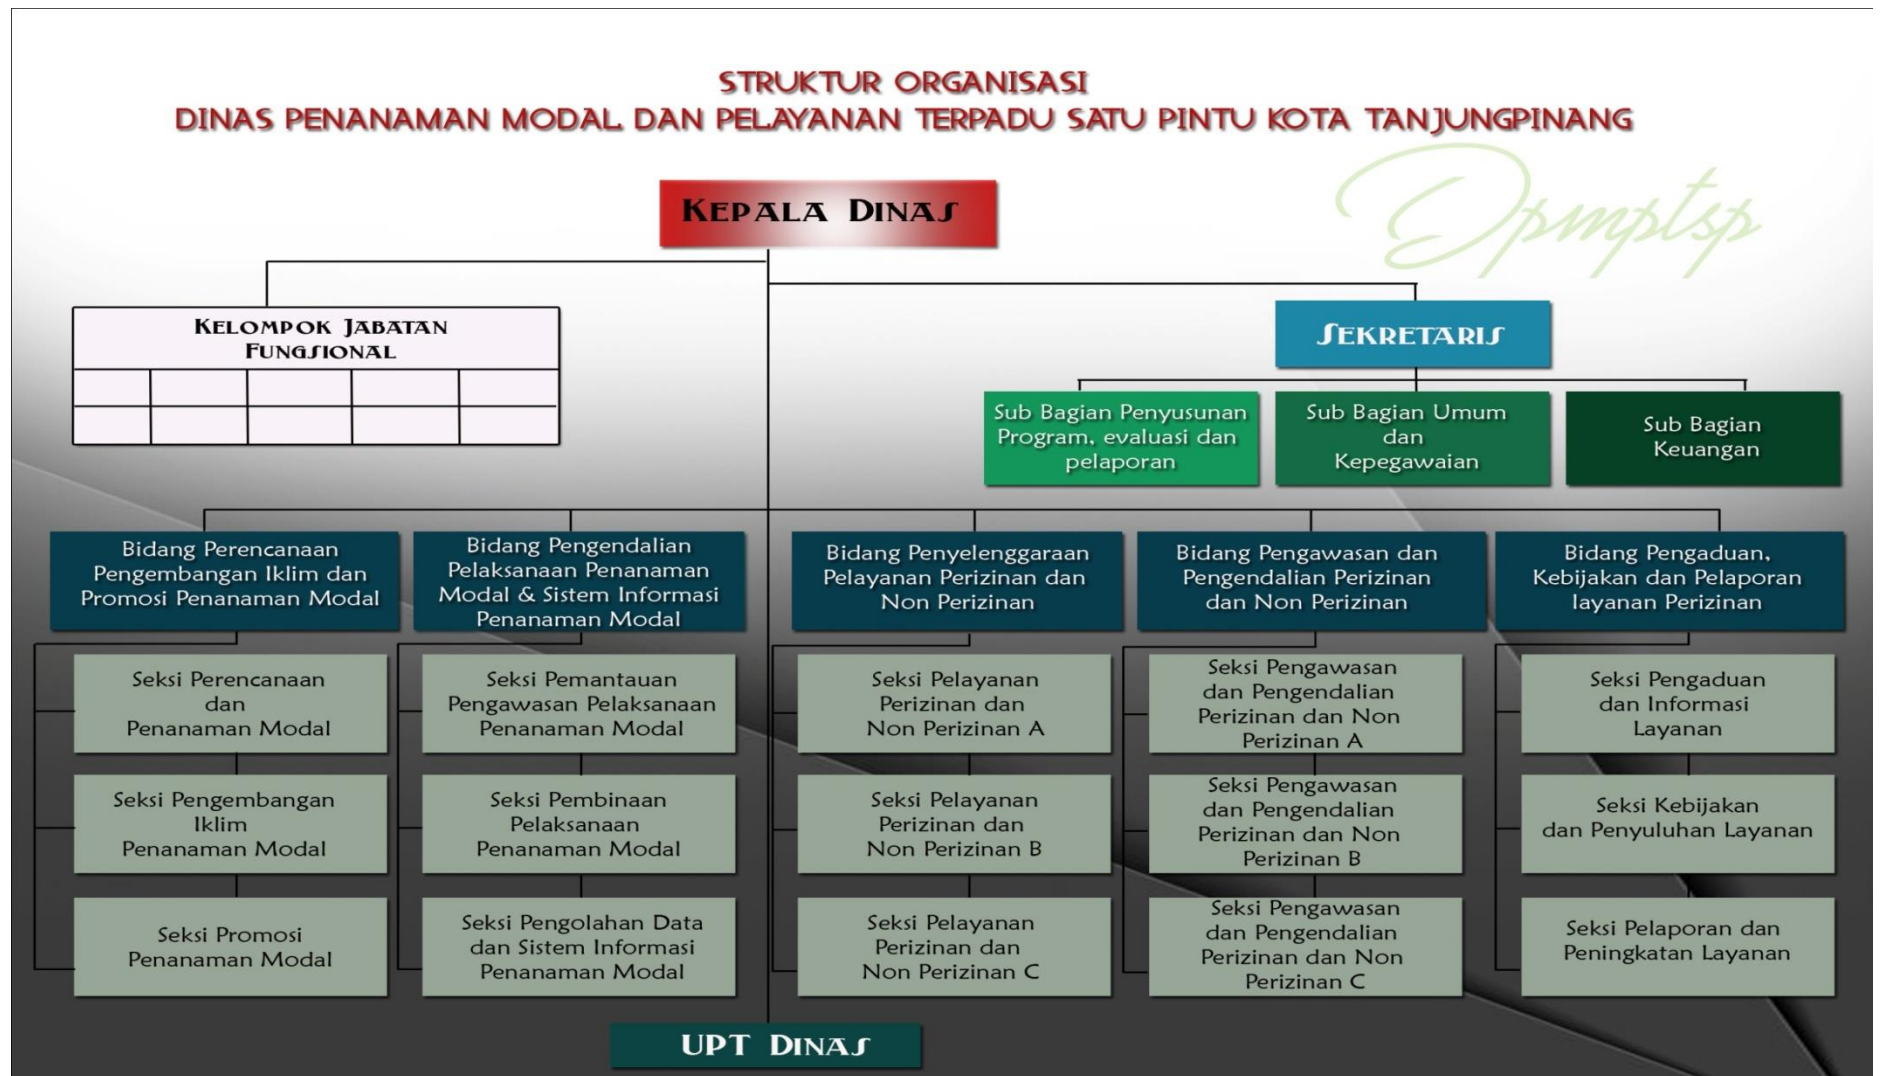 STRUKTUR ORGANISASI
DINAS PENANAMAN MODAL DAN PELAYANAN TERPADU SATU PINTU KOTA TANJUNGPINANG
Dpmptsp
KEPALA DINAS
KELOMPOK JABATAN
FUNGSIONAL
SEKRETARIS
Sub Bagian Penyusunan
Program, evaluasi dan
pelaporan
Sub Bagian Umum
dan
Kepegawaian
Sub Bagian
Keuangan
Bidang Perencanaan
Pengembangan Iklim dan
Promosi Penanaman Modal
Seksi Perencanaan
dan
Penanaman Modal
Seksi Pengembangan
Iklim
Penanaman Modal
Seksi Promosi
Penanaman Modal
Bidang Pengendalian
Pelaksanaan Penanaman
Modal & Sistem Informasi
Penanaman Modal
Seksi Pemantauan
Pengawasan Pelaksanaan
Penanaman Modal
Seksi Pembinaan
Pelaksanaan
Penanaman Modal
Seksi Pengolahan Data
dan Sistem Informasi
Penanaman Modal
Bidang Penyelenggaraan
Pelayanan Perizinan dan
Non Perizinan
Seksi Pelayanan
Perizinan dan
Non Perizinan A
Seksi Pelayanan
Perizinan dan
Non Perizinan B
Seksi Pelayanan
Perizinan dan
Non Perizinan C
Bidang Pengawasan dan
Pengendalian Perizinan
dan Non Perizinan
Seksi Pengawasan
dan Pengendalian
Perizinan dan Non
Perizinan A
Seksi Pengawasan
dan Pengendalian
Perizinan dan Non
Perizinan B
Seksi Pengawasan
dan Pengendalian
Perizinan dan Non
Perizinan C
Bidang Pengaduan,
Kebijakan dan Pelaporan
layanan Perizinan
Seksi Pengaduan
dan Informasi
Layanan
Seksi Kebijakan
dan Penyuluhan Layanan
Seksi Pelaporan dan
Peningkatan Layanan
UPT DINAS